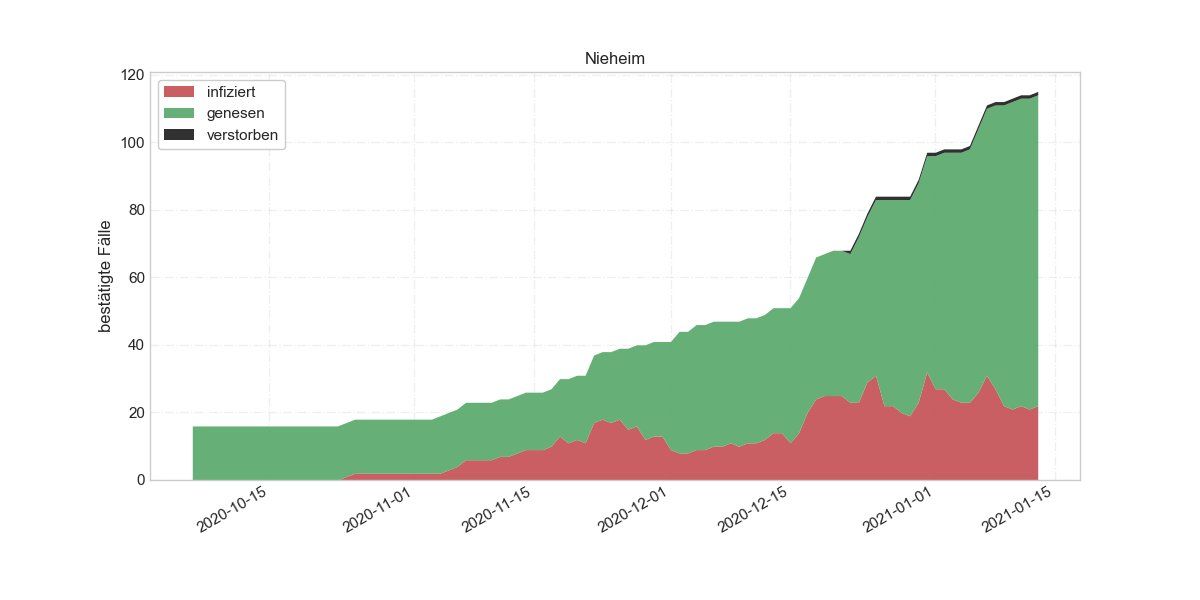 Nieheim
infiziert
genesen
verstorben
bestätigte Fälle
120
100
80
60
40
20
0
2020-10-15
2020-11-01
2020-11-15
2020-12-01
2020-12-15
2021-01-01
2021-01-15